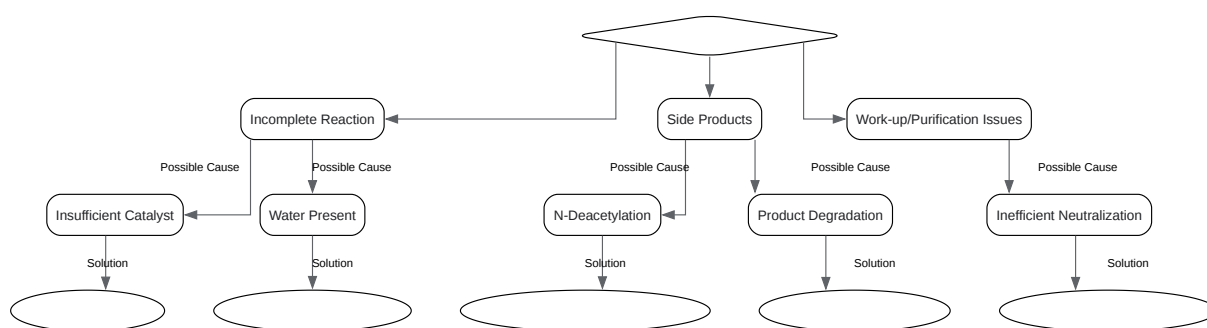 Incomplete Reaction
Side Products
Work-up/Purification Issues
Possible Cause
Possible Cause
Possible Cause
Possible Cause
Possible Cause
Insufficient Catalyst
Water Present
N-Deacetylation
Product Degradation
Inefficient Neutralization
Solution
Solution
Solution
Solution
Solution